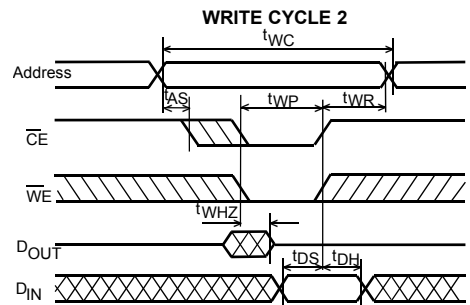 WRITE CYCLE 2
tWC
Address
tAS
tWP
tWR
CE
WE
tWHZ
DOUT
tDS
tDH
DIN